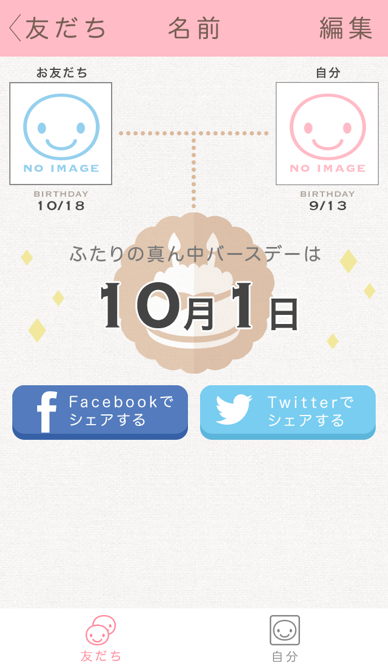 友だち 名前 編集
お友だち 自分
NO IMAGE NO IMAGE
BIRTHDAY BIRTHDAY
10/18 9/13
ふたりの真ん中バースデーは
10月1日
Facebookで
シェアする
Twitterで
シェアする
友だち 自分